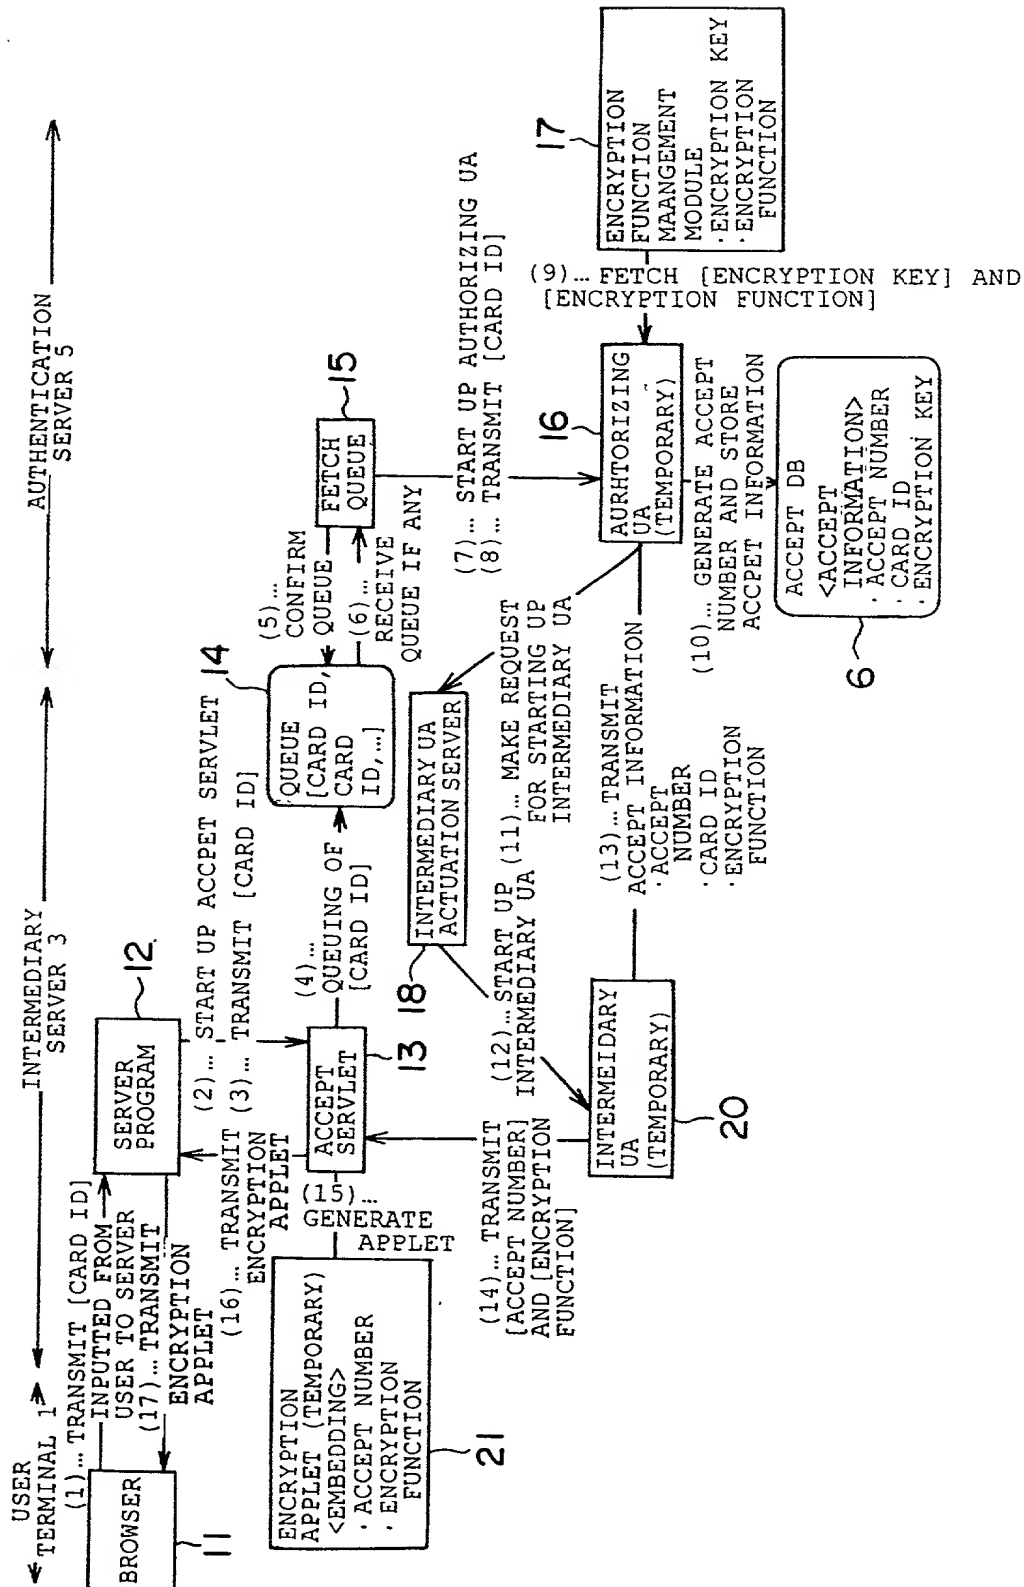 USER
TERMINAL 1
INTERMEDIARY
SERVER 3
AUTHENTICATION
SERVER 5
BROWSER
11
(1)... TRANSMIT [CARD ID]
INPUTTED FROM
USER TO SERVER
(17)... TRANSMIT
ENCRYPTION
APPLET
SERVER
PROGRAM
12
(2)... START UP ACCPET SERVLET
(3)... TRANSMIT [CARD ID]
(16)... TRANSMIT
ENCRYPTION
APPLET
ACCEPT
SERVLET
13
(4)...
QUEUING OF
[CARD ID]
14
QUEUE
[CARD ID,
CARD
ID,...]
(5)...
CONFIRM
QUEUE
(6)...
RECEIVE
QUEUE IF ANY
FETCH
QUEUE
15
(7)... START UP AUTHORIZING UA
(8)... TRANSMIT [CARD ID]
(15)...
GENERATE
APPLET
ENCRYPTION
APPLET (TEMPORARY)
<EMBEDDING>
· ACCEPT NUMBER
· ENCRYPTION
FUNCTION
21
INTERMEDIARY UA
ACTUATION SERVER
18
(11)... MAKE REQUEST
FOR STARTING UP
INTERMEDIARY UA
(12)... START UP
INTERMEDIARY UA
(14)... TRANSMIT
[ACCEPT NUMBER]
AND [ENCRYPTION
FUNCTION]
INTERMEIDARY
UA
(TEMPORARY)
20
(13)... TRANSMIT
ACCEPT INFORMATION
· ACCEPT
NUMBER
· CARD ID
· ENCRYPTION
FUNCTION
16
AURHTORIZING
UA
(TEMPORARY)
17
ENCRYPTION
FUNCTION
MAANGEMENT
MODULE
· ENCRYPTION KEY
· ENCRYPTION
FUNCTION
(9)... FETCH [ENCRYPTION KEY] AND
[ENCRYPTION FUNCTION]
(10)... GENERATE ACCEPT
NUMBER AND STORE
ACCPET INFORMATION
ACCEPT DB
<ACCEPT
INFORMATION>
· ACCEPT NUMBER
· CARD ID
· ENCRYPTION KEY
6